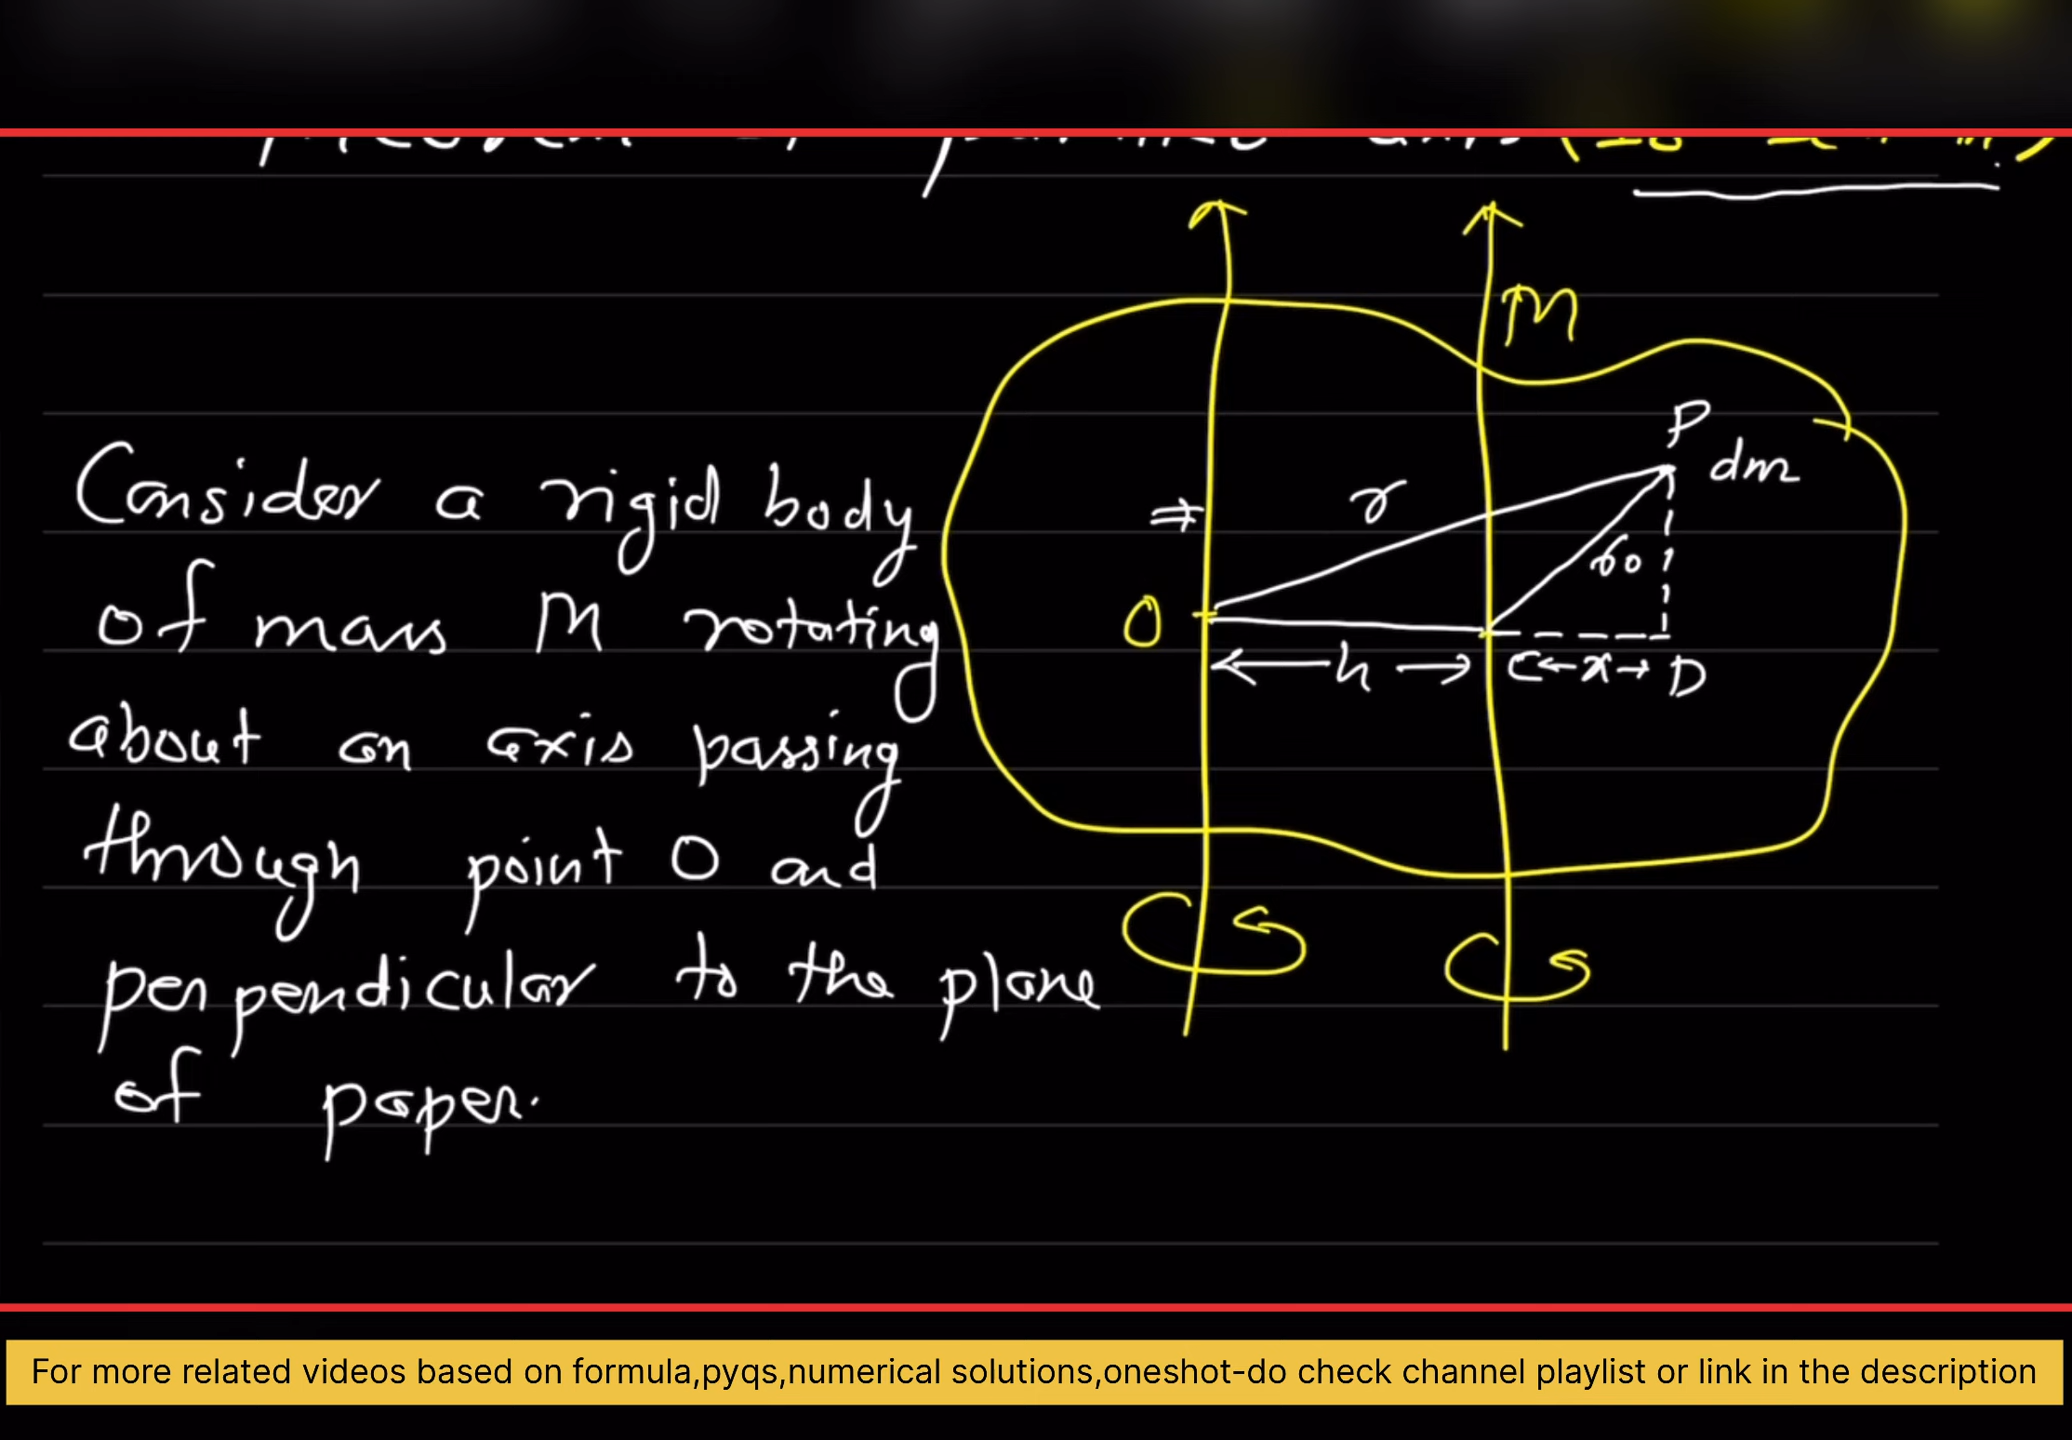 Consider a rigid body
of mass M rotating
about an axis passing
through point O and
perpendicular to the plane
of paper.
M
P
dm
r
r₀
O
h
C
x
D
For more related videos based on formula,pyqs,numerical solutions,oneshot-do check channel playlist or link in the description